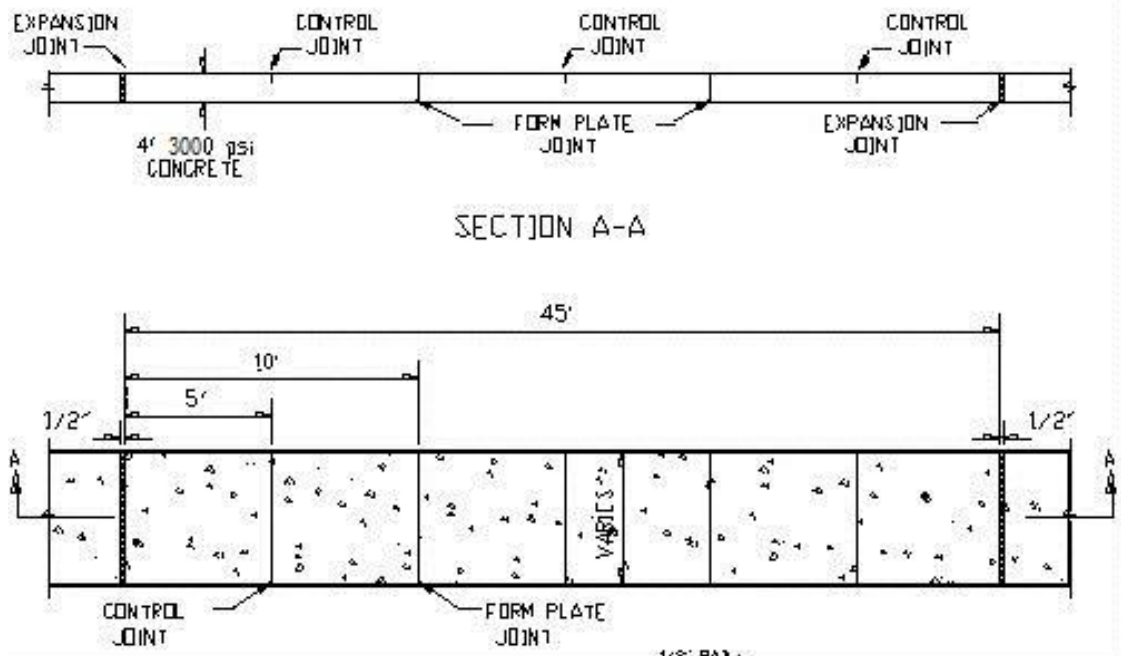 EXPANSION
JOINT
CONTROL
JOINT
CONTROL
JOINT
CONTROL
JOINT
4" 3000 psi
CONCRETE
FORM PLATE
JOINT
EXPANSION
JOINT
SECTION A-A
45'
10'
5'
1/2"
1/2"
A
A
VARIES
CONTROL
JOINT
FORM PLATE
JOINT